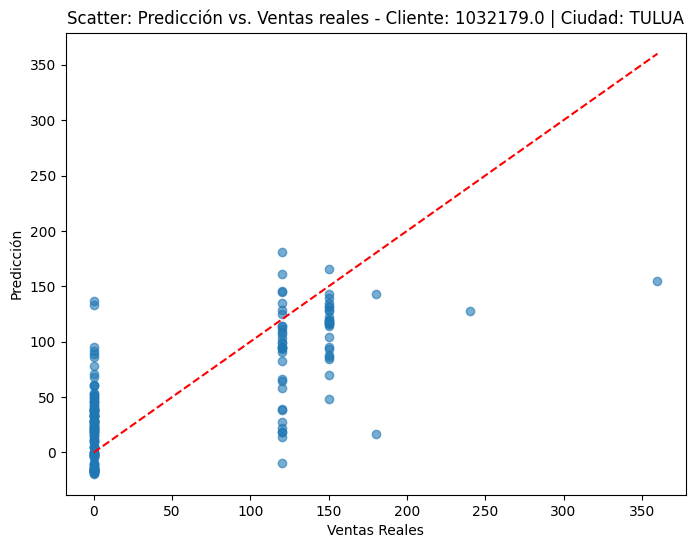 Scatter: Predicción vs. Ventas reales - Cliente: 1032179.0 | Ciudad: TULUA
Predicción
350
300
250
200
150
100
50
0
0 50 100 150 200 250 300 350
Ventas Reales